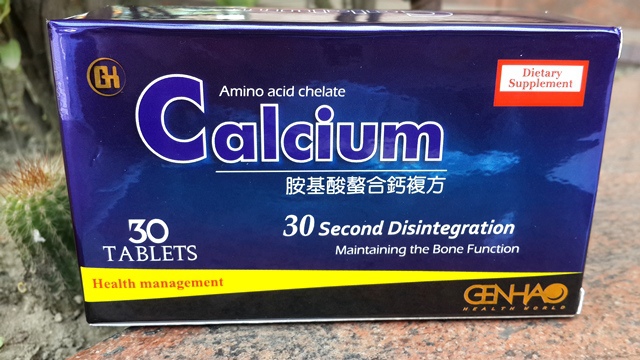 GH
Amino acid chelate
Calcium
Dietary
Supplement
胺基酸螯合鈣複方
30
TABLETS
30 Second Disintegration
Maintaining the Bone Function
Health management
GENHAO
HEALTH WORLD